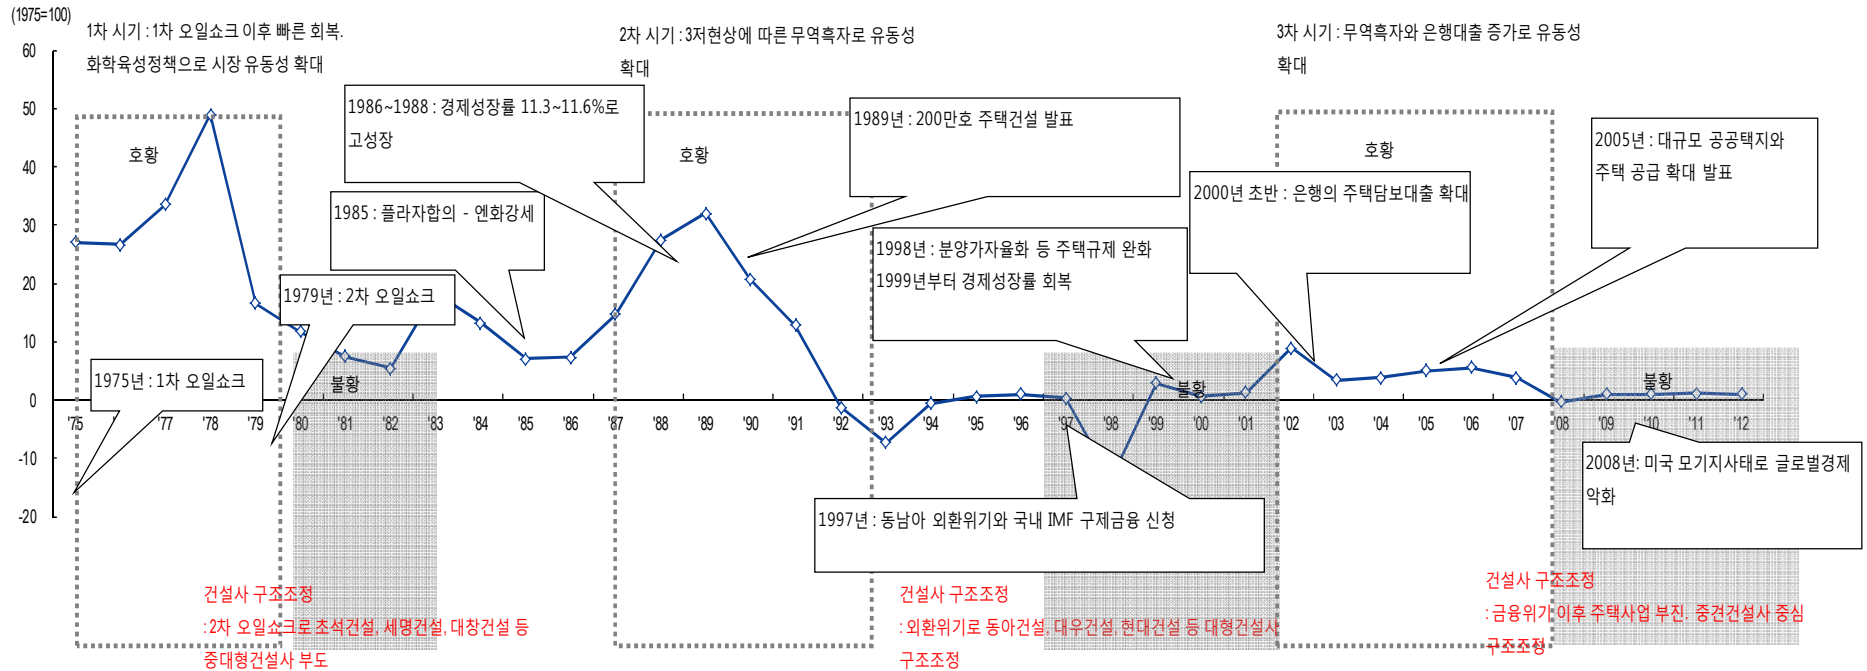 (1975=100)
1차 시기 : 1차 오일쇼크 이후 빠른 회복.
화학육성정책으로 시장 유동성 확대
2차 시기 : 3저현상에 따른 무역흑자로 유동성
확대
3차 시기 : 무역흑자와 은행대출 증가로 유동성
확대
60
50
40
30
20
10
0
-10
-20
호황
호황
호황
1986~1988 : 경제성장률 11.3~11.6%로
고성장
1989년 : 200만호 주택건설 발표
2005년 : 대규모 공공택지와
주택 공급 확대 발표
1985 : 플라자합의 - 엔화강세
2000년 초반 : 은행의 주택담보대출 확대
1998년 : 분양가자율화 등 주택규제 완화
1999년부터 경제성장률 회복
1979년 : 2차 오일쇼크
1975년 : 1차 오일쇼크
불황
불황
불황
'75
'77
'78
'79
'80
'81
'82
'83
'84
'85
'86
'87
'88
'89
'90
'91
'92
'93
'94
'95
'96
'97
'98
'99
'00
'01
'02
'03
'04
'05
'06
'07
'08
'09
'10
'11
'12
2008년: 미국 모기지사태로 글로벌경제
악화
1997년 : 동남아 외환위기와 국내 IMF 구제금융 신청
건설사 구조조정
: 2차 오일쇼크로 초석건설, 세명건설, 대창건설 등
중대형건설사 부도
건설사 구조조정
: 외환위기로 동아건설, 대우건설, 현대건설 등 대형건설사
구조조정
건설사 구조조정
: 금융위기 이후 주택사업 부진. 중견건설사 중심
구조조정